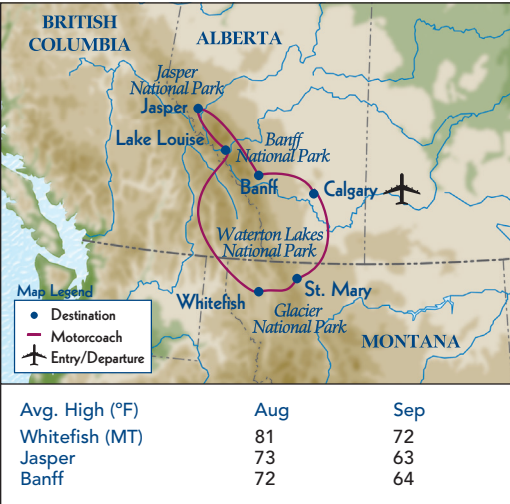 BRITISH
COLUMBIA
ALBERTA
Jasper
National Park
Jasper
Lake Louise
Banff
National Park
Banff
Calgary
Waterton Lakes
National Park
Whitefish
St. Mary
Glacier
National Park
MONTANA
Map Legend
Destination
Motorcoach
Entry/Departure
Avg. High (ºF) Aug Sep
Whitefish (MT) 81 72
Jasper 73 63
Banff 72 64